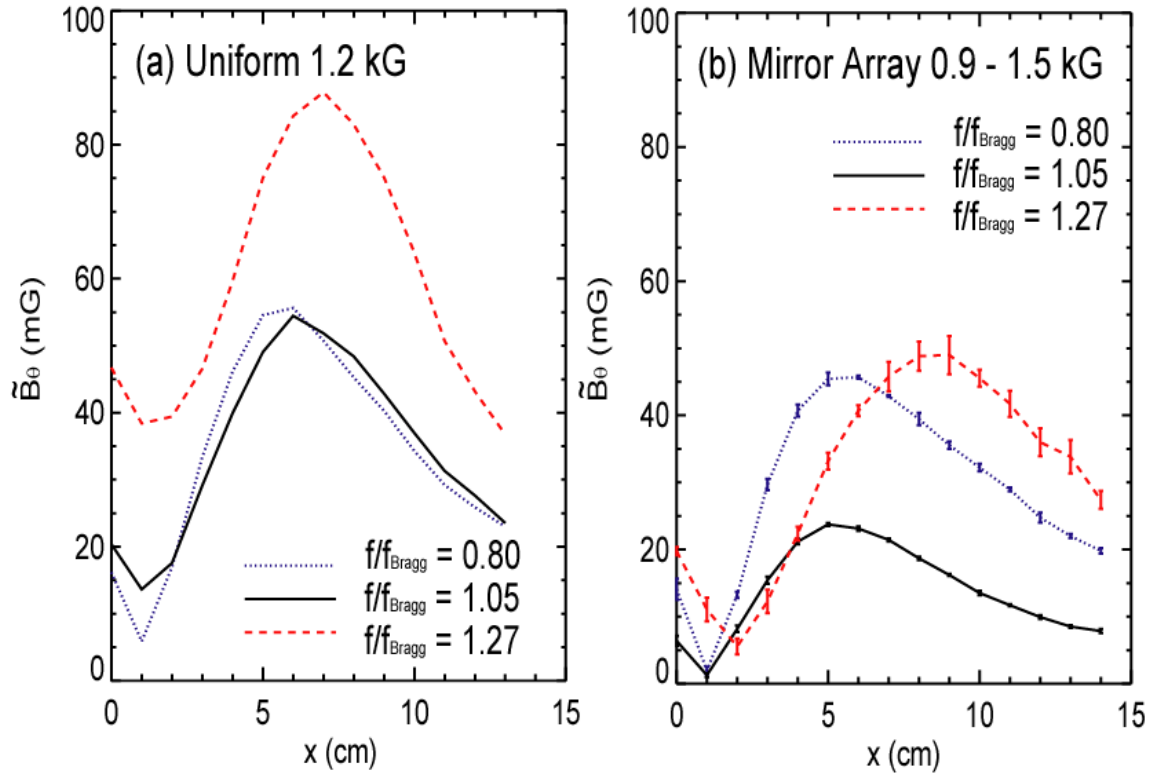 (a) Uniform 1.2 kG
100
80
60
40
20
0
B̃θ (mG)
f/fBragg = 0.80
f/fBragg = 1.05
f/fBragg = 1.27
0 5 10 15
x (cm)
(b) Mirror Array 0.9 - 1.5 kG
f/fBragg = 0.80
f/fBragg = 1.05
f/fBragg = 1.27
100
80
60
40
20
0
B̃θ (mG)
0 5 10 15
x (cm)